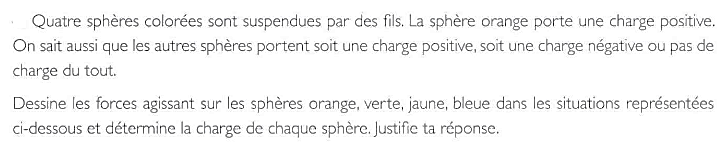 Quatre sphères colorées sont suspendues par des fils. La sphère orange porte une charge positive.
On sait aussi que les autres sphères portent soit une charge positive, soit une charge négative ou pas de
charge du tout.
Dessine les forces agissant sur les sphères orange, verte, jaune, bleue dans les situations représentées
ci-dessous et détermine la charge de chaque sphère. Justifie ta réponse.